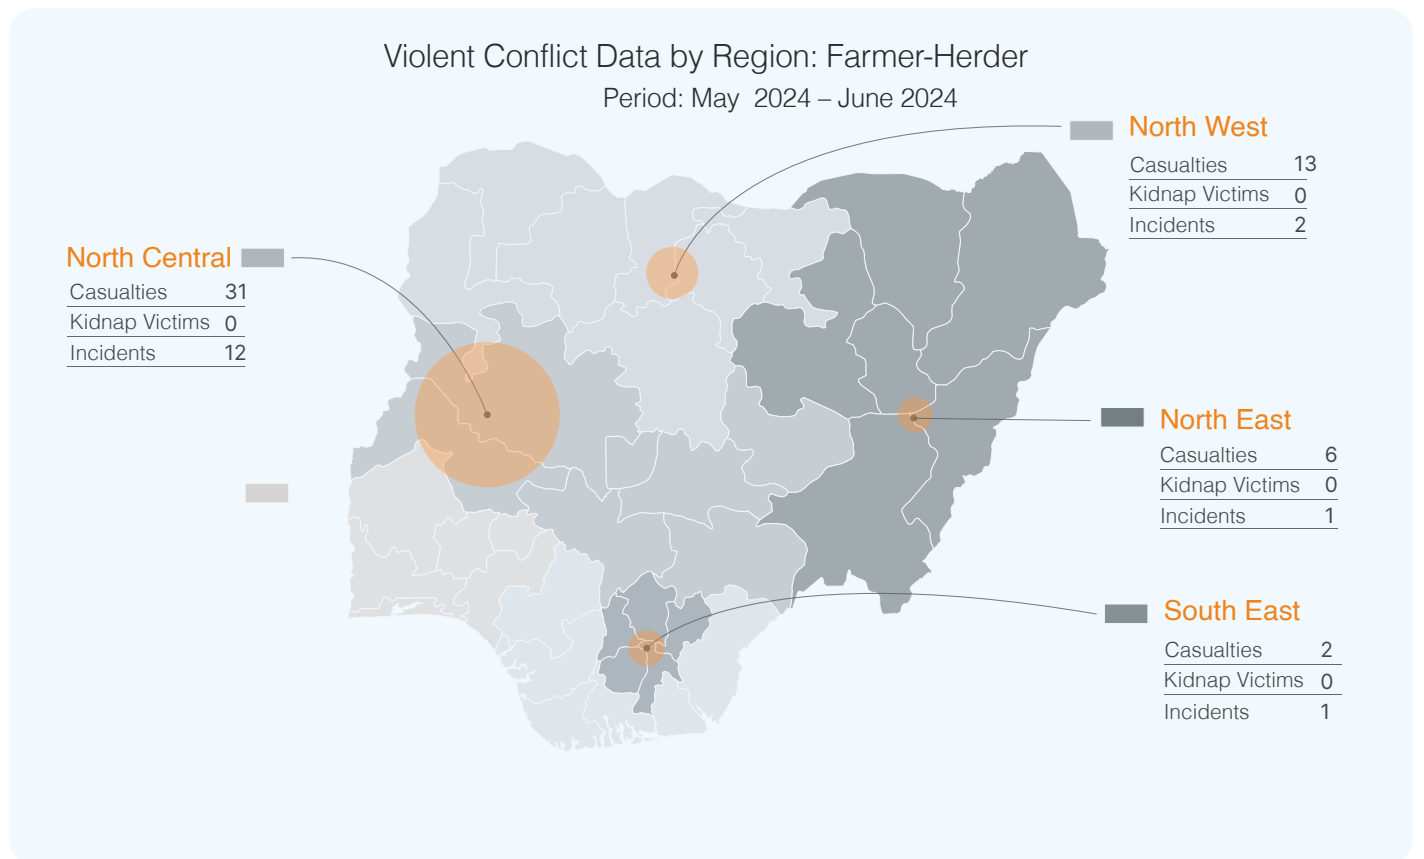 Violent Conflict Data by Region: Farmer-Herder
Period: May 2024 – June 2024
North West
Casualties 13
Kidnap Victims 0
Incidents 2
North Central
Casualties 31
Kidnap Victims 0
Incidents 12
North East
Casualties 6
Kidnap Victims 0
Incidents 1
South East
Casualties 2
Kidnap Victims 0
Incidents 1